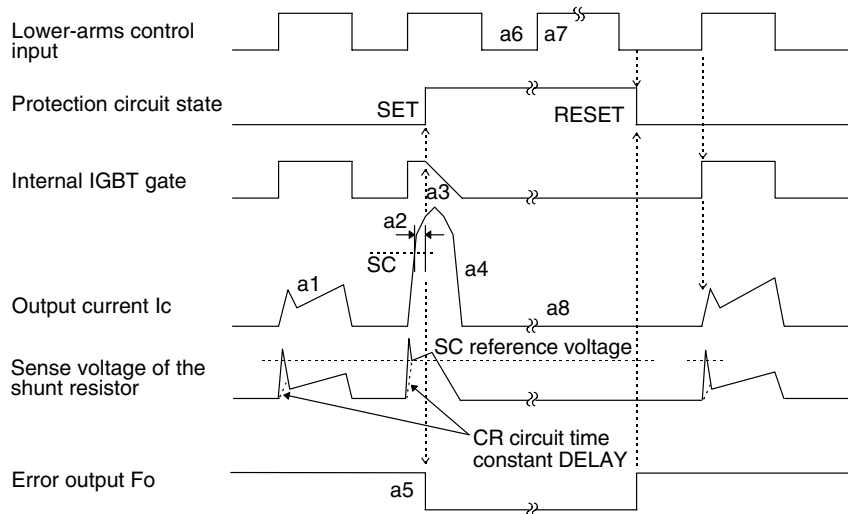 Lower-arms control
input
a6
a7
Protection circuit state
SET
RESET
Internal IGBT gate
a3
a2
SC
a4
Output current Ic
a1
a8
SC reference voltage
Sense voltage of the
shunt resistor
CR circuit time
constant DELAY
Error output Fo
a5